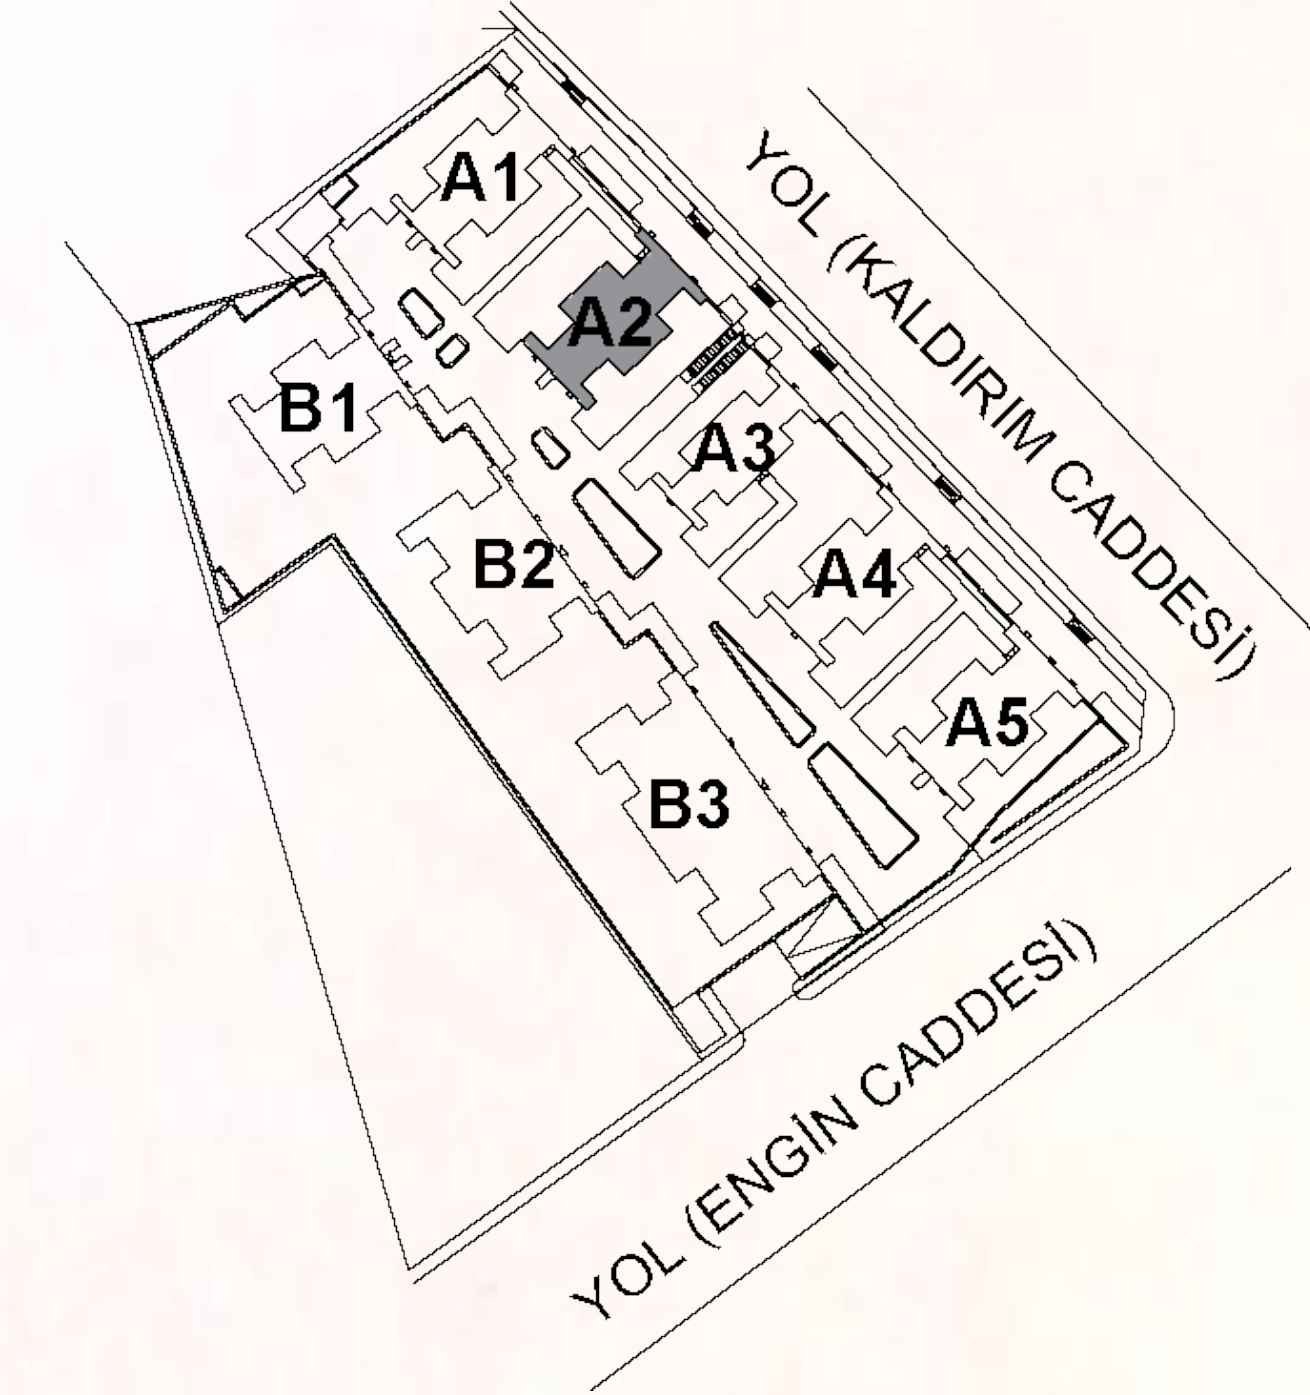 A1
YOL (KALDIRIM CADDESİ)
A2
B1
A3
B2
A4
A5
B3
YOL (ENGİN CADDESİ)